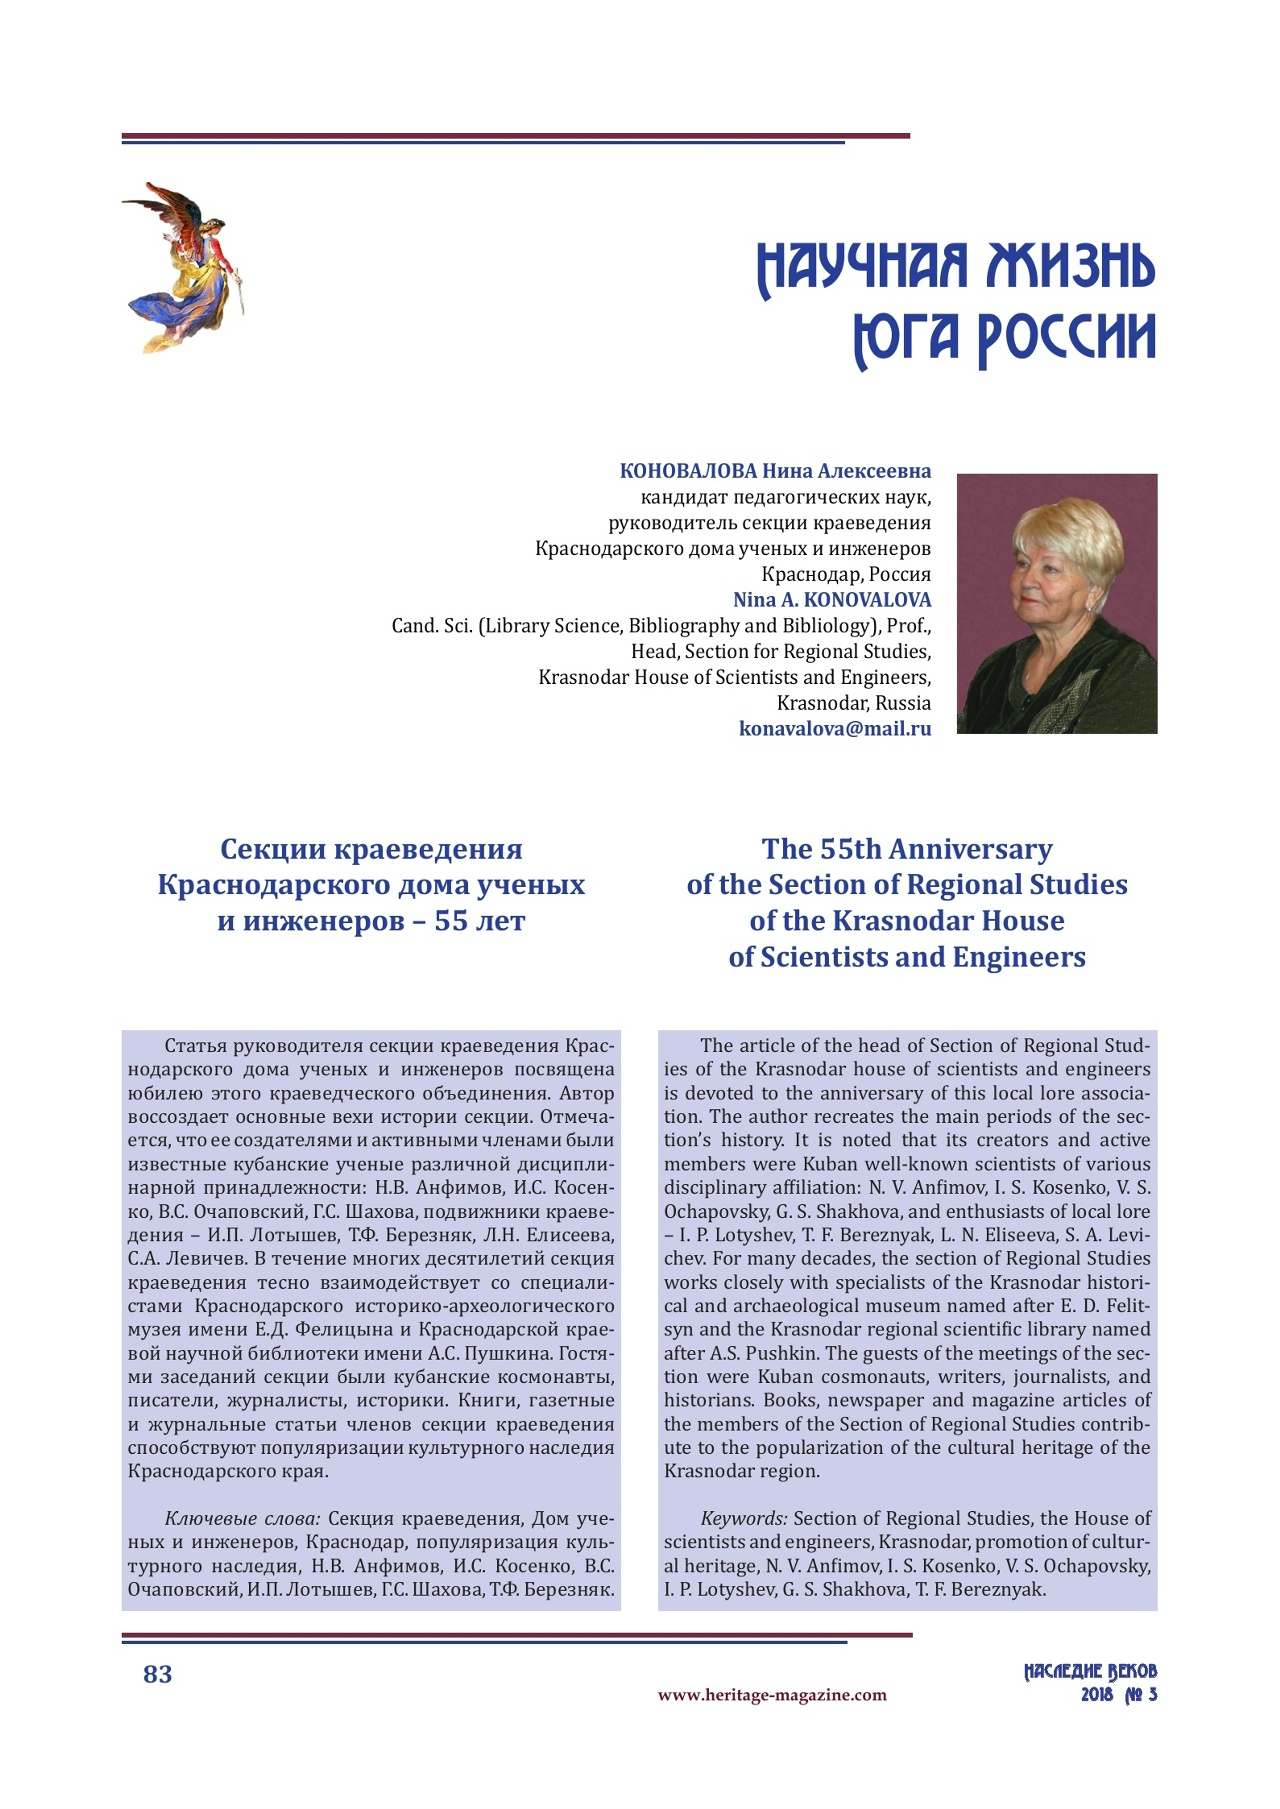 НАУЧНАЯ ЖИЗНЬ
ЮГА РОССИИ
КОНОВАЛОВА Нина Алексеевна
кандидат педагогических наук,
руководитель секции краеведения
Краснодарского дома ученых и инженеров
Краснодар, Россия
Nina A. KONOVALOVA
Cand. Sci. (Library Science, Bibliography and Bibliology), Prof.,
Head, Section for Regional Studies,
Krasnodar House of Scientists and Engineers,
Krasnodar, Russia
konavalova@mail.ru
Секции краеведения
Краснодарского дома ученых
и инженеров – 55 лет
Статья руководителя секции краеведения Крас-
нодарского дома ученых и инженеров посвящена
юбилею этого краеведческого объединения. Автор
воссоздает основные вехи истории секции. Отмеча-
ется, что ее создателями и активными членами были
известные кубанские ученые различной дисципли-
нарной принадлежности: Н.В. Анфимов, И.С. Косен-
ко, В.С. Очаповский, Г.С. Шахова, подвижники краеве-
дения – И.П. Лотышев, Т.Ф. Березняк, Л.Н. Елисеева,
С.А. Левичев. В течение многих десятилетий секция
краеведения тесно взаимодействует со специали-
стами Краснодарского историко-археологического
музея имени Е.Д. Фелицына и Краснодарской крае-
вой научной библиотеки имени А.С. Пушкина. Гостя-
ми заседаний секции были кубанские космонавты,
писатели, журналисты, историки. Книги, газетные
и журнальные статьи членов секции краеведения
способствуют популяризации культурного наследия
Краснодарского края.
Ключевые слова: Секция краеведения, Дом уче-
ных и инженеров, Краснодар, популяризация куль-
турного наследия, Н.В. Анфимов, И.С. Косенко, В.С.
Очаповский, И.П. Лотышев, Г.С. Шахова, Т.Ф. Березняк.
The 55th Anniversary
of the Section of Regional Studies
of the Krasnodar House
of Scientists and Engineers
The article of the head of Section of Regional Stud-
ies of the Krasnodar house of scientists and engineers
is devoted to the anniversary of this local lore associa-
tion. The author recreates the main periods of the sec-
tion’s history. It is noted that its creators and active
members were Kuban well-known scientists of various
disciplinary affiliation: N. V. Anfimov, I. S. Kosenko, V. S.
Ochapovsky, G. S. Shakhova, and enthusiasts of local lore
– I. P. Lotyshev, T. F. Bereznyak, L. N. Eliseeva, S. A. Levi-
chev. For many decades, the section of Regional Studies
works closely with specialists of the Krasnodar histori-
cal and archaeological museum named after E. D. Felit-
syn and the Krasnodar regional scientific library named
after A.S. Pushkin. The guests of the meetings of the sec-
tion were Kuban cosmonauts, writers, journalists, and
historians. Books, newspaper and magazine articles of
the members of the Section of Regional Studies contrib-
ute to the popularization of the cultural heritage of the
Krasnodar region.
Keywords: Section of Regional Studies, the House of
scientists and engineers, Krasnodar, promotion of cultur-
al heritage, N. V. Anfimov, I. S. Kosenko, V. S. Ochapovsky,
I. P. Lotyshev, G. S. Shakhova, T. F. Bereznyak.
83
www.heritage-magazine.com
НАСЛЕДИЕ ВЕКОВ
2018 № 3